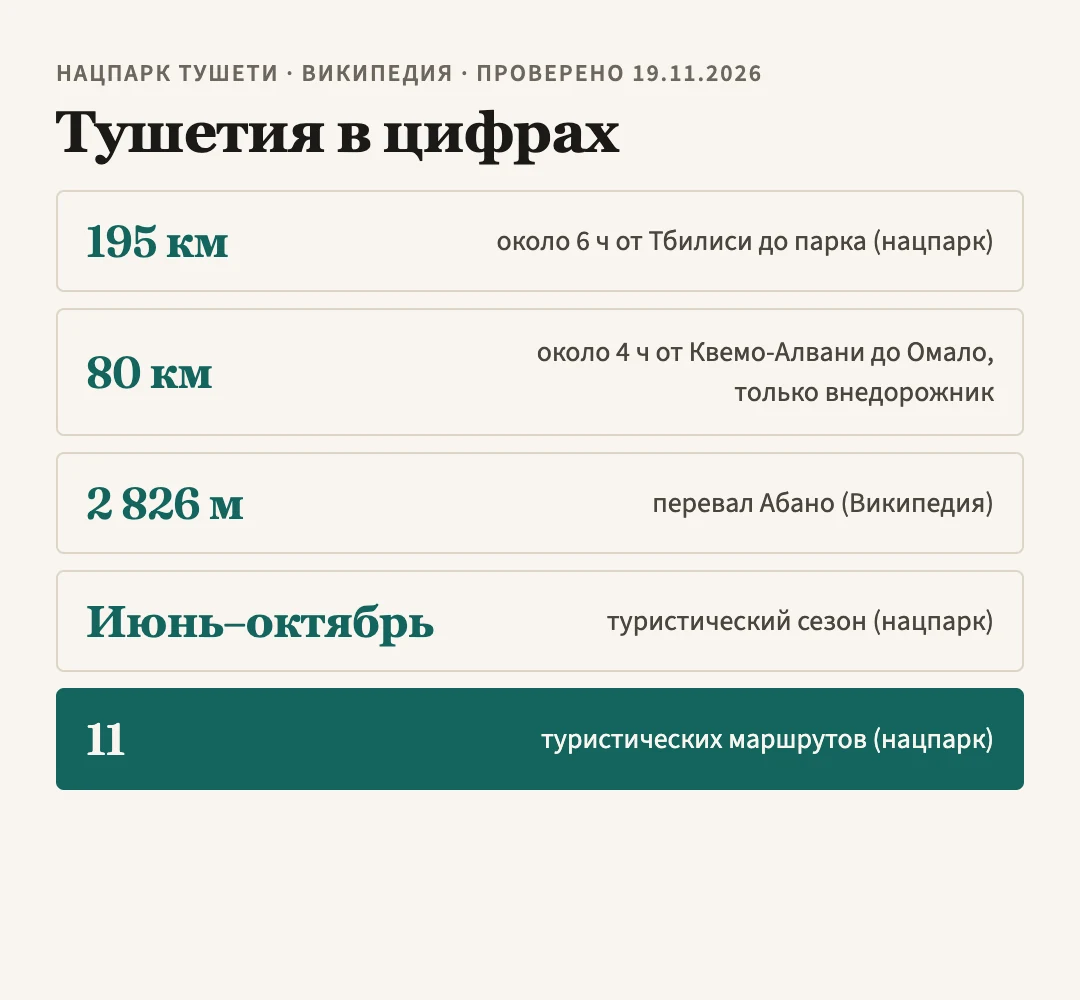 НАЦПАРК ТУШЕТИ · ВИКИПЕДИЯ · ПРОВЕРЕНО 19.11.2026
Тушетия в цифрах
195 км
около 6 ч от Тбилиси до парка (нацпарк)
80 км
около 4 ч от Квемо-Алвани до Омало,
только внедорожник
2 826 м
перевал Абано (Википедия)
Июнь–октябрь
туристический сезон (нацпарк)
11
туристических маршрутов (нацпарк)